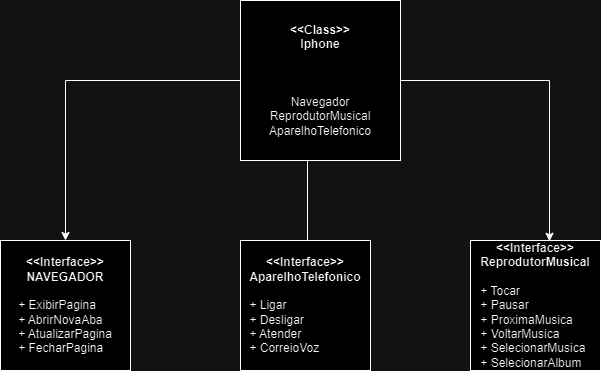 <<Class>>
Iphone
Navegador
ReprodutorMusical
AparelhoTelefonico
<<Interface>>
NAVEGADOR
+ ExibirPagina
+ AbrirNovaAba
+ AtualizarPagina
+ FecharPagina
<<Interface>>
AparelhoTelefonico
+ Ligar
+ Desligar
+ Atender
+ CorreioVoz
<<Interface>>
ReprodutorMusical
+ Tocar
+ Pausar
+ ProximaMusica
+ VoltarMusica
+ SelecionarMusica
+ SelecionarAlbum